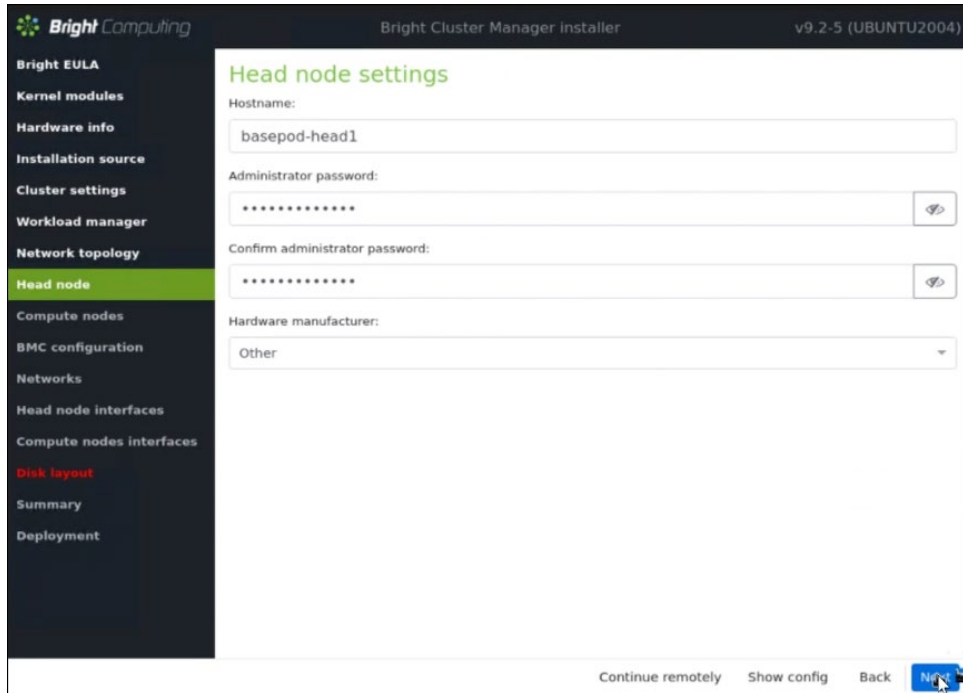 Bright Computing
Bright Cluster Manager installer
v9.2-5 (UBUNTU2004)
Bright EULA
Kernel modules
Hardware info
Installation source
Cluster settings
Workload manager
Network topology
Head node
Compute nodes
BMC configuration
Networks
Head node interfaces
Compute nodes interfaces
Disk layout
Summary
Deployment
Head node settings
Hostname:
basepod-head1
Administrator password:
•••••••••••••
Confirm administrator password:
•••••••••••••
Hardware manufacturer:
Other
Continue remotely
Show config
Back
Next